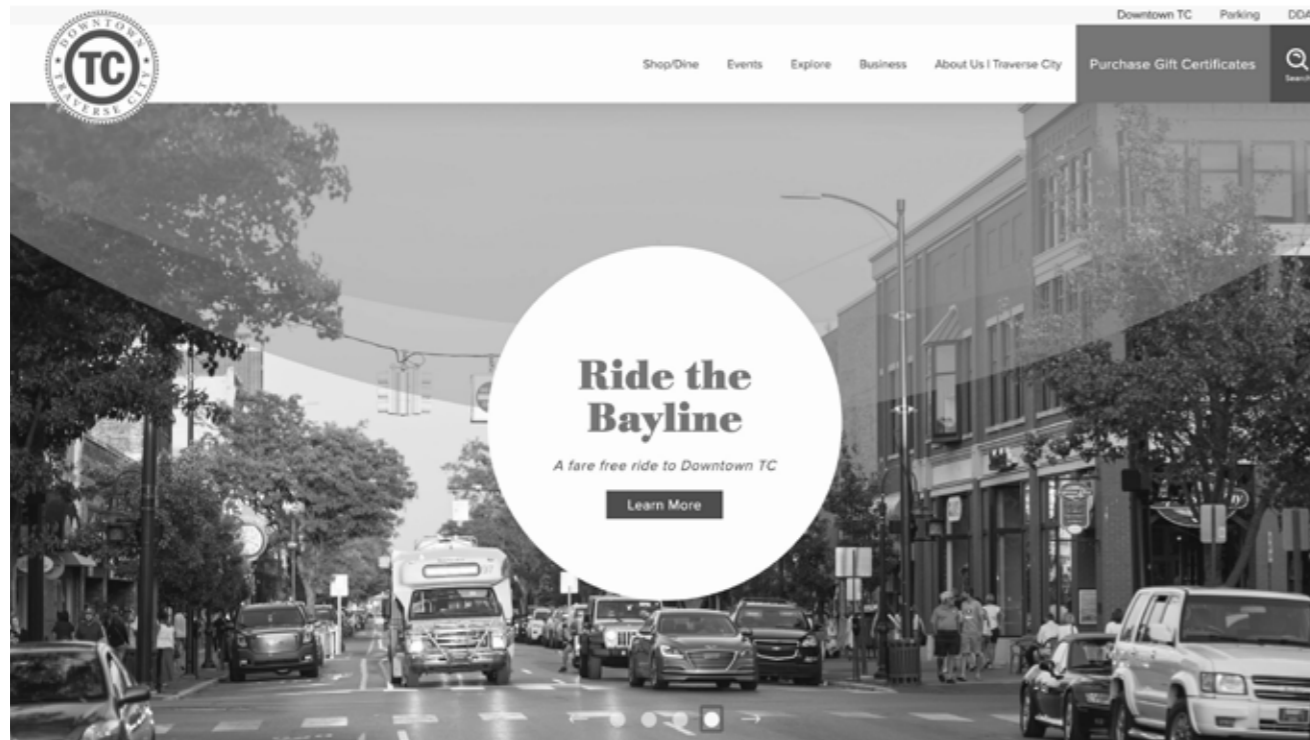 Downtown TC Parking DDA
DOWNTOWN
TC
TRAVERSE CITY
Shop/Dine Events Explore Business About Us | Traverse City Purchase Gift Certificates
Search
Ride the
Bayline
A fare free ride to Downtown TC
Learn More